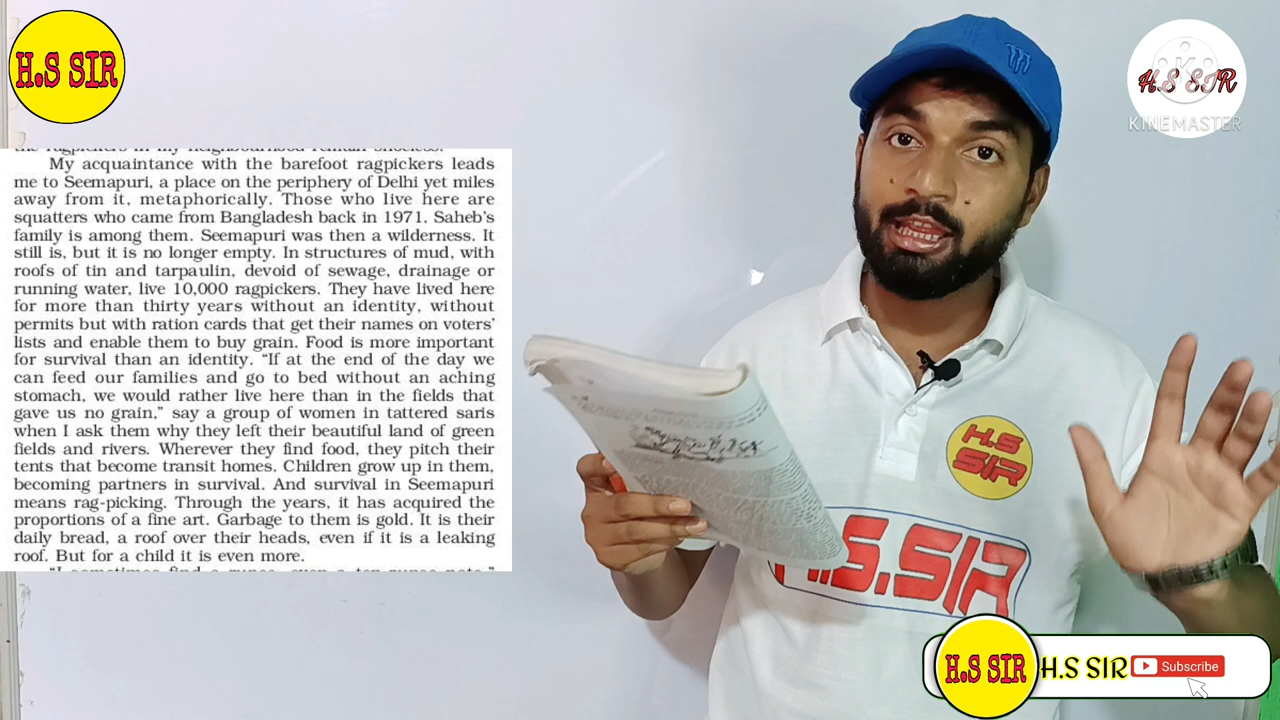 H.S SIR
H.S SIR
KINEMASTER
My acquaintance with the barefoot ragpickers leads
me to Seemapuri, a place on the periphery of Delhi yet miles
away from it, metaphorically. Those who live here are
squatters who came from Bangladesh back in 1971. Saheb's
family is among them. Seemapuri was then a wilderness. It
still is, but it is no longer empty. In structures of mud, with
roofs of tin and tarpaulin, devoid of sewage, drainage or
running water, live 10,000 ragpickers. They have lived here
for more than thirty years without an identity, without
permits but with ration cards that get their names on voters'
lists and enable them to buy grain. Food is more important
for survival than an identity. "If at the end of the day we
can feed our families and go to bed without an aching
stomach, we would rather live here than in the fields that
gave us no grain," say a group of women in tattered saris
when I ask them why they left their beautiful land of green
fields and rivers. Wherever they find food, they pitch their
tents that become transit homes. Children grow up in them,
becoming partners in survival. And survival in Seemapuri
means rag-picking. Through the years, it has acquired the
proportions of a fine art. Garbage to them is gold. It is their
daily bread, a roof over their heads, even if it is a leaking
roof. But for a child it is even more.
H.S
SIR
H.S.SIR
H.S SIR
H.S SIR
Subscribe